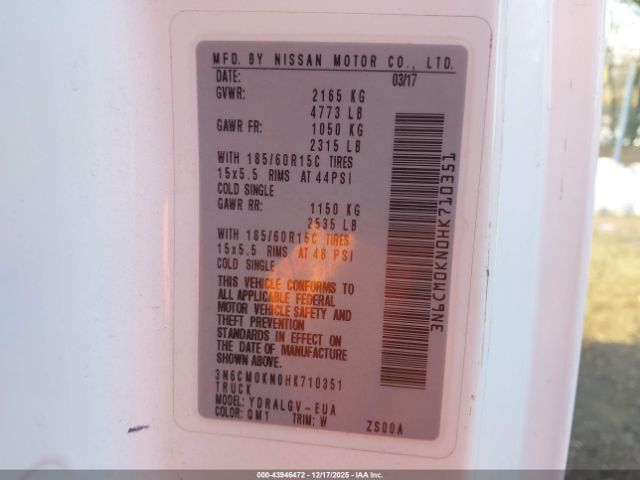 MFD. BY NISSAN MOTOR CO., LTD.
DATE: 03/17
GVWR: 2165 KG
4773 LB
GAWR FR: 1050 KG
2315 LB
WITH 185/60R15C TIRES
15x5.5 RIMS AT 44PSI
COLD SINGLE
GAWR RR: 1150 KG
2535 LB
WITH 185/60R15C TIRES
15x5.5 RIMS AT 48 PSI
COLD SINGLE
THIS VEHICLE CONFORMS TO
ALL APPLICABLE FEDERAL
MOTOR VEHICLE SAFETY AND
THEFT PREVENTION
STANDARDS IN EFFECT ON
THE DATE OF MANUFACTURE
SHOWN ABOVE.
3N6CM0KN0HK710351
TRUCK
MODEL: YDRALGV-EUA
COLOR: QM1 TRIM: W ZS00A
3N6CM0KN0HK710351
000-43946472 12/17/2025 COPART